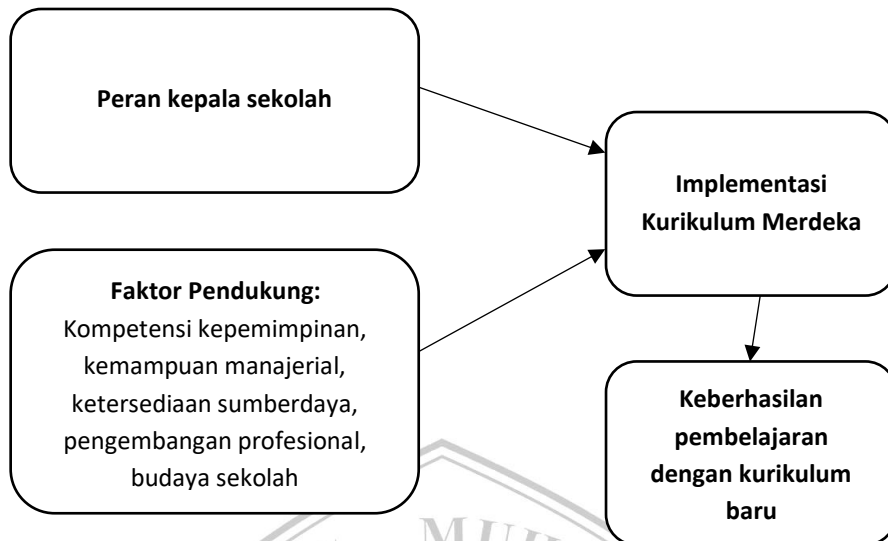 Peran kepala sekolah
Implementasi
Kurikulum Merdeka
Faktor Pendukung:
Kompetensi kepemimpinan,
kemampuan manajerial,
ketersediaan sumberdaya,
pengembangan profesional,
budaya sekolah
Keberhasilan
pembelajaran
dengan kurikulum
baru